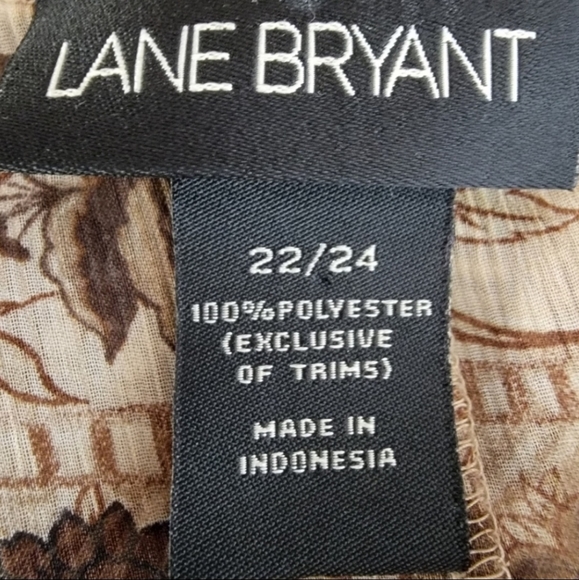 LANE BRYANT
22/24
100%POLYESTER
(EXCLUSIVE
OF TRIMS)
MADE IN
INDONESIA